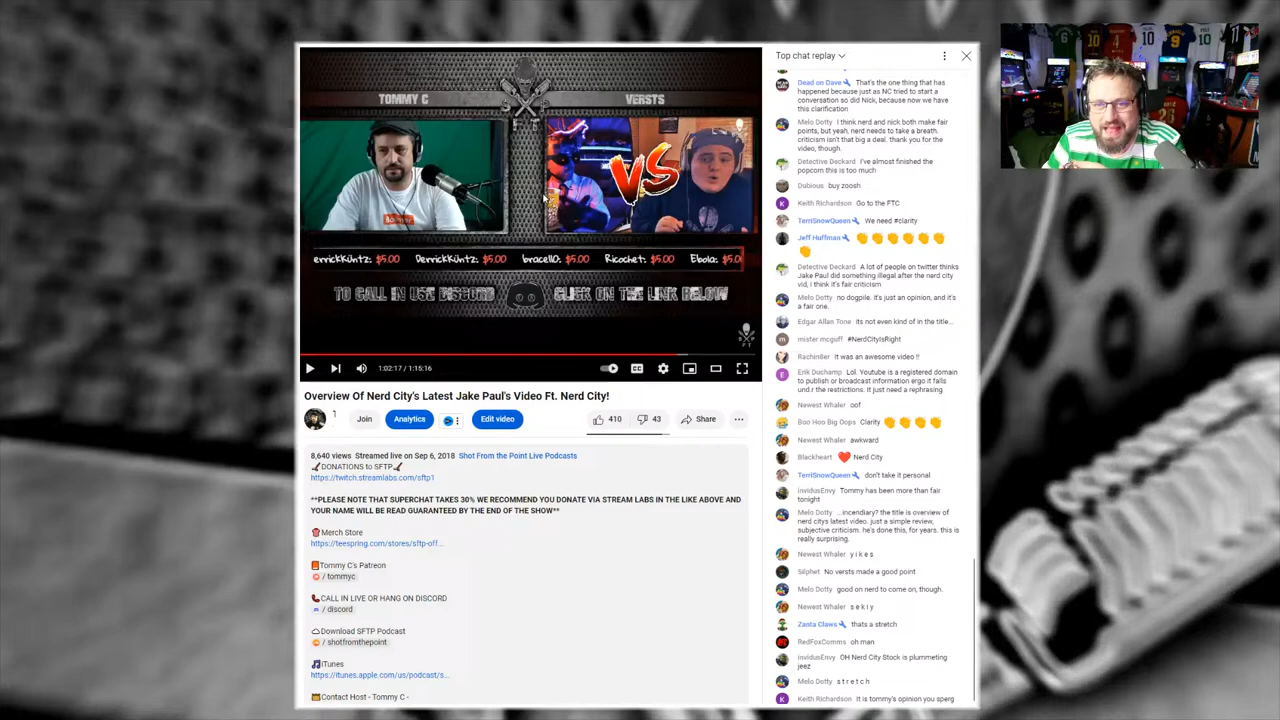 TOMMY C
VERSTS
VS
FT
errickKüntz: $5.00 DerrickKüntz: $5.00 bracell0: $5.00 Ricochet: $5.00 Ebola: $5.0
TO CALL IN USE DISCORD CLICK ON THE LINK BELOW
1:02:17 / 1:15:16
Overview Of Nerd City's Latest Jake Paul's Video Ft. Nerd City!
1
Join
Analytics
Edit video
410
43
Share
8,640 views Streamed live on Sep 6, 2018 Shot From the Point Live Podcasts
DONATIONS to SFTP
https://twitch.streamlabs.com/sftp1
**PLEASE NOTE THAT SUPERCHAT TAKES 30% WE RECOMMEND YOU DONATE VIA STREAM LABS IN THE LIKE ABOVE AND
YOUR NAME WILL BE READ GUARANTEED BY THE END OF THE SHOW**
Merch Store
https://teespring.com/stores/sftp-off...
Tommy C's Patreon
/ tommyc
CALL IN LIVE OR HANG ON DISCORD
/ discord
Download SFTP Podcast
/ shotfromthepoint
iTunes
https://itunes.apple.com/us/podcast/s...
Contact Host - Tommy C -
Top chat replay
Dead on Dave That's the one thing that has
happened because just as NC tried to start a
conversation so did Nick, because now we have
this clarification
Melo Dotty I think nerd and nick both make fair
points, but yeah, nerd needs to take a breath.
criticism isn't that big a deal. thank you for the
video, though.
Detective Deckard I've almost finished the
popcorn this is too much
Dubious buy zoosh
Keith Richardson Go to the FTC
TerriSnowQueen We need #clarity
Jeff Huffman 👏👏👏👏👏👏
👏
Detective Deckard A lot of people on twitter thinks
Jake Paul did something illegal after the nerd city
vid, i think it's fair criticism
Melo Dotty no dogpile. it's just an opinion, and it's
a fair one.
Edgar Allan Tone its not even kind of in the title...
mister mcguff #NerdCityIsRight
Rachin8er It was an awesome video !!
Erik Duchamp Lol. Youtube is a registered domain
to publish or broadcast information ergo it falls
und.r the restrictions. It just need a rephrasing
Newest Whaler oof
Boo Hoo Big Oops Clarity 👏👏👏👏
Newest Whaler awkward
Blackheart ❤️ Nerd City
TerriSnowQueen don't take it personal
invidusEnvy Tommy has been more than fair
tonight
Melo Dotty ...incendiary? the title is overview of
nerd citys latest video. just a simple review,
subjective criticism. he's done this, for years. this is
really surprising.
Newest Whaler y i k e s
Silphet No versts made a good point
Melo Dotty good on nerd to come on, though.
Newest Whaler s e k i y
Zanta Claws thats a stretch
RedFoxComms oh man
invidusEnvy OH Nerd City Stock is plummeting
jeez
Melo Dotty s t r e t c h
Keith Richardson It is tommy's opinion you sperg